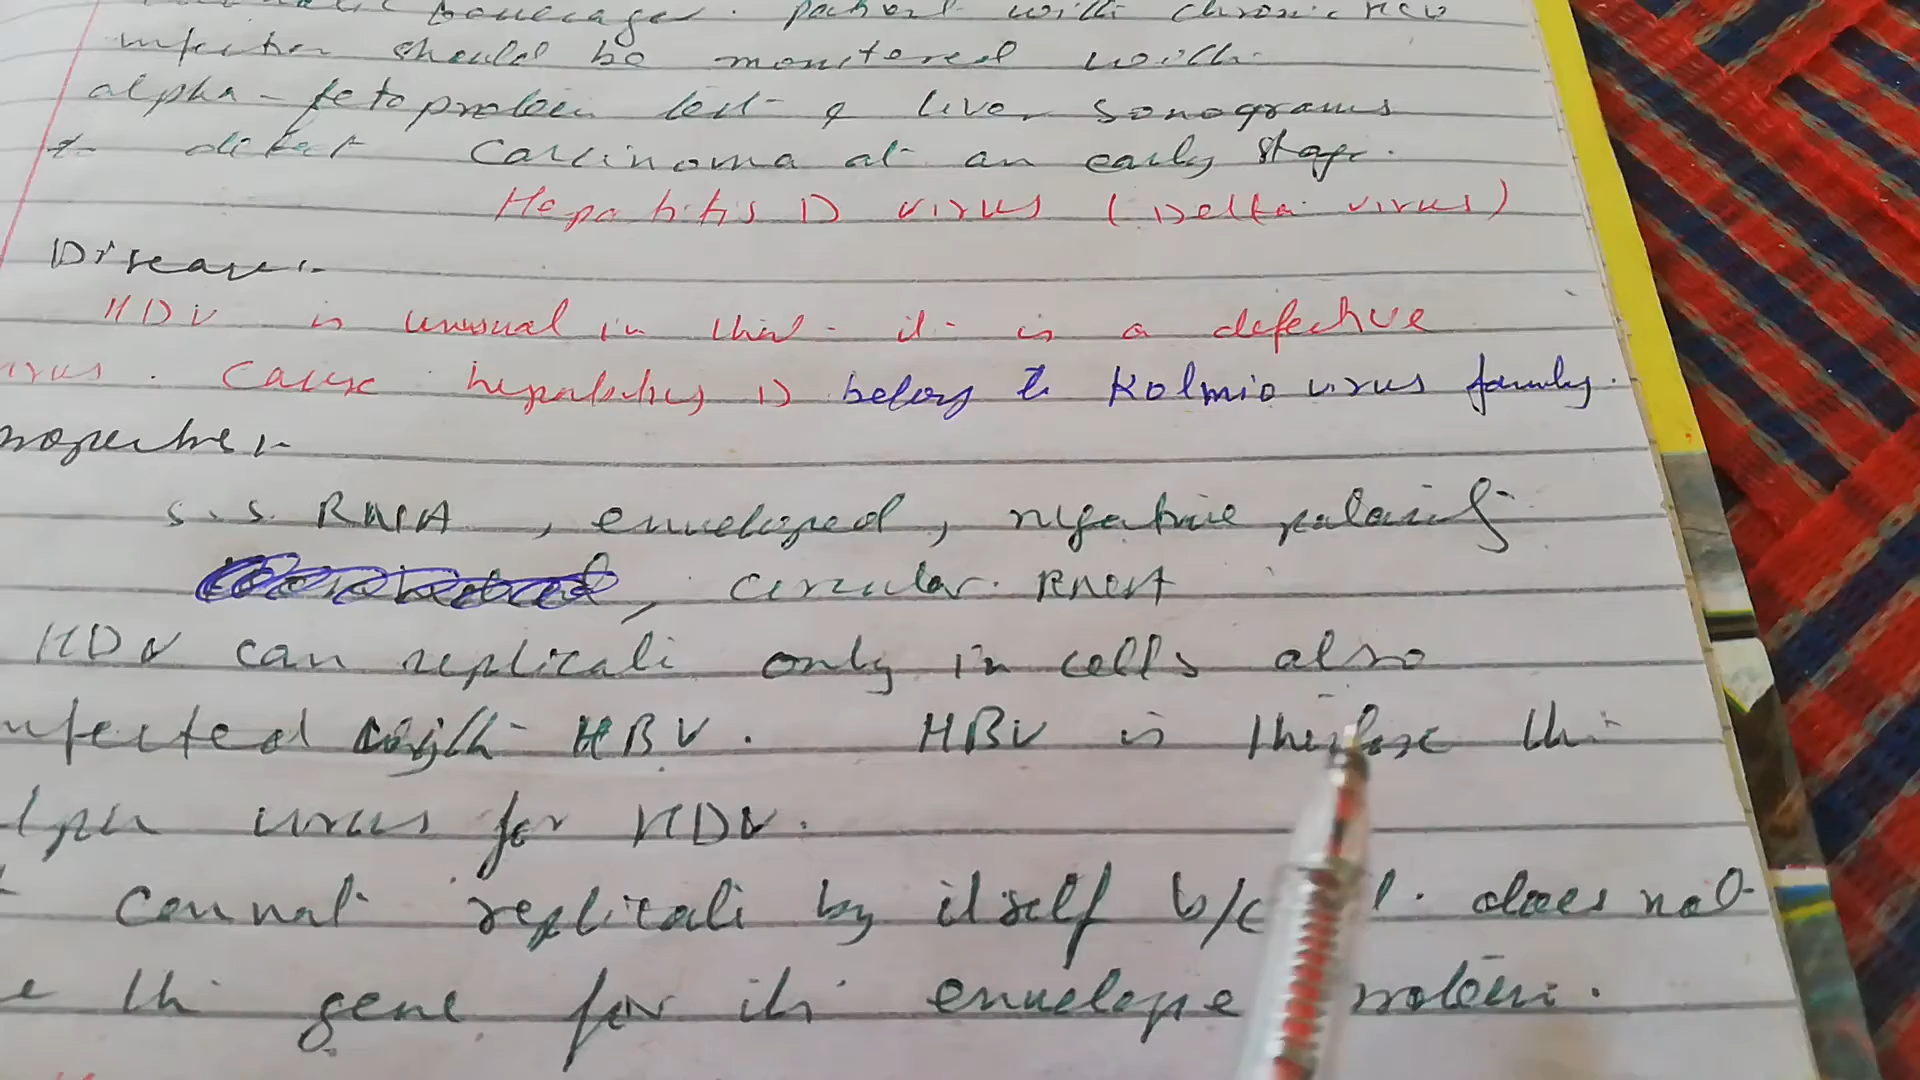 patient with chronic HCV
infection should be monitored with
alpha-fetoprotein test & liver sonograms
to detect carcinoma at an early stage.
Hepatitis D virus (Delta virus)
Disease:-
HDV is unusual in that it is a defective
virus. Cause hepatitis D belong to Kolmiovirus family.
properties:-
s.s. RNA, enveloped, negative polarity
, circular RNA
HDV can replicate only in cells also
infected with HBV. HBV is therefore the
virus for HDV.
cannot replicate by itself b/c it does not
the gene for its envelope protein.